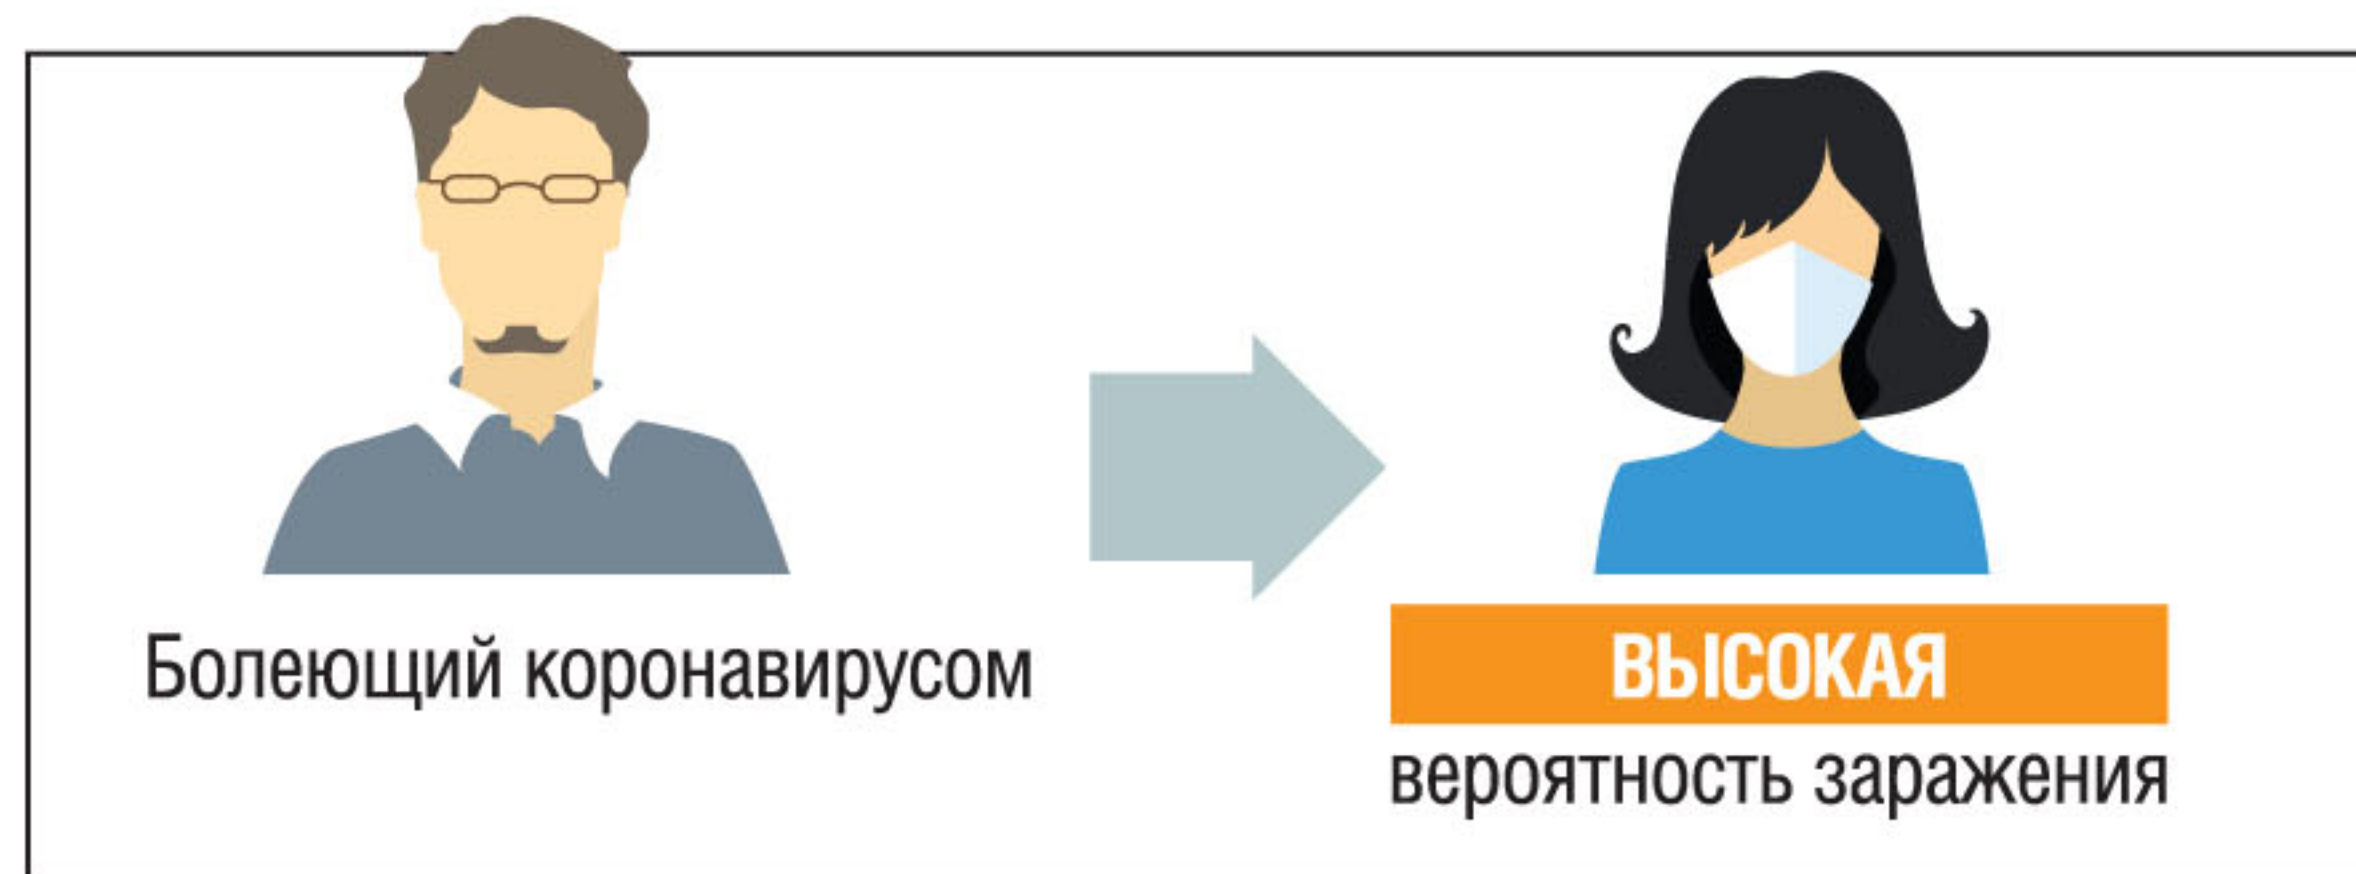 Болеющий коронавирусом
ВЫСОКАЯ
вероятность заражения